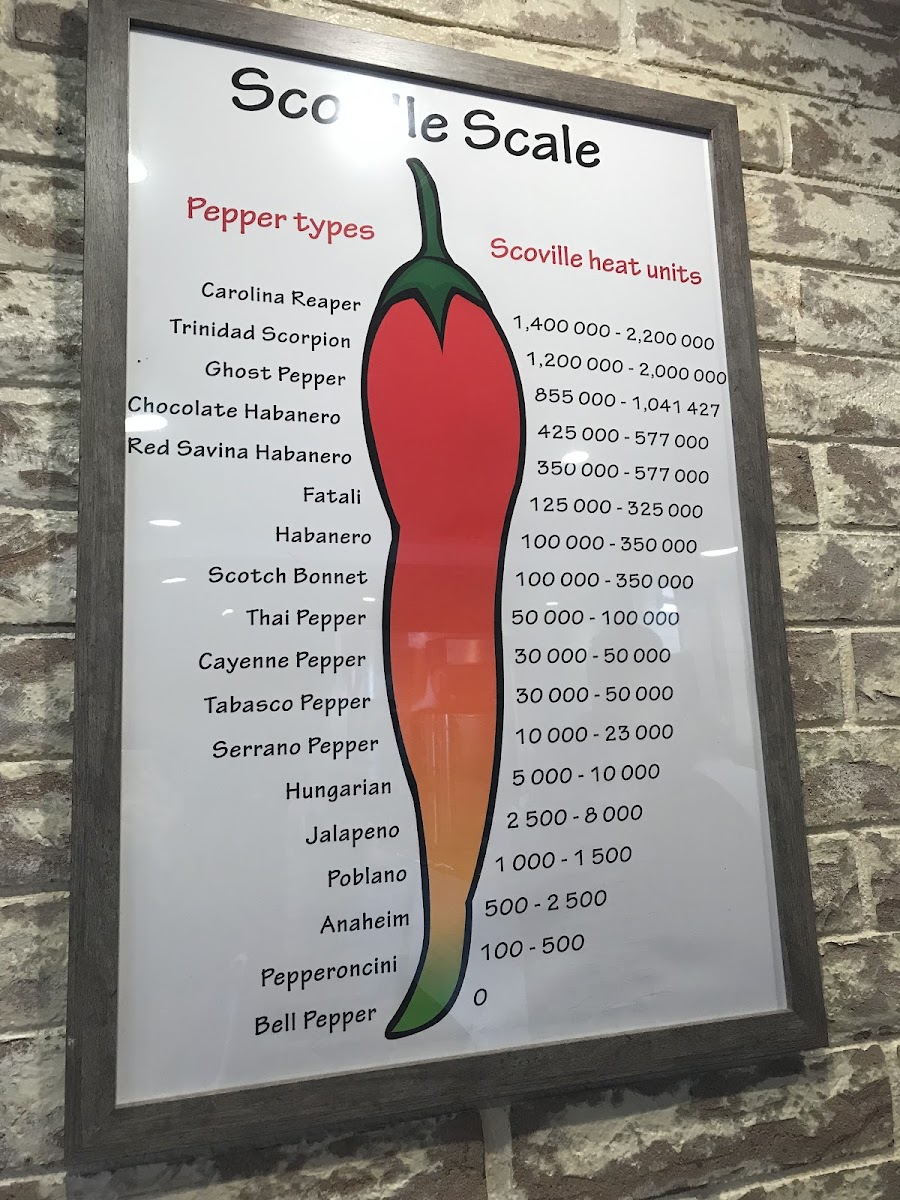 Scoville Scale
Pepper types Scoville heat units
Carolina Reaper 1,400 000 - 2,200 000
Trinidad Scorpion 1,200 000 - 2,000 000
Ghost Pepper 855 000 - 1,041 427
Chocolate Habanero 425 000 - 577 000
Red Savina Habanero 350 000 - 577 000
Fatali 125 000 - 325 000
Habanero 100 000 - 350 000
Scotch Bonnet 100 000 - 350 000
Thai Pepper 50 000 - 100 000
Cayenne Pepper 30 000 - 50 000
Tabasco Pepper 30 000 - 50 000
Serrano Pepper 10 000 - 23 000
Hungarian 5 000 - 10 000
Jalapeno 2 500 - 8 000
Poblano 1 000 - 1 500
Anaheim 500 - 2 500
Pepperoncini 100 - 500
Bell Pepper 0